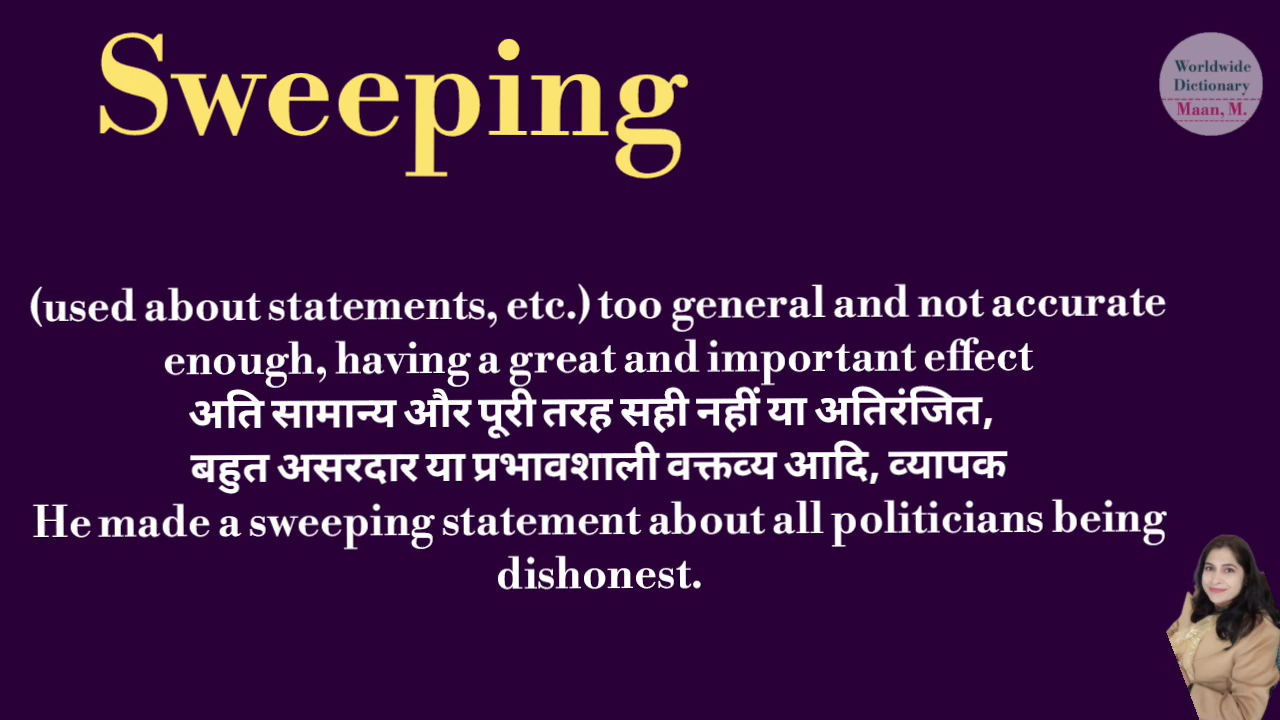 Sweeping
Worldwide
Dictionary
Maan, M.
(used about statements, etc.) too general and not accurate
enough, having a great and important effect
अति सामान्य और पूरी तरह सही नहीं या अतिरंजित,
बहुत असरदार या प्रभावशाली वक्तव्य आदि, व्यापक
He made a sweeping statement about all politicians being
dishonest.